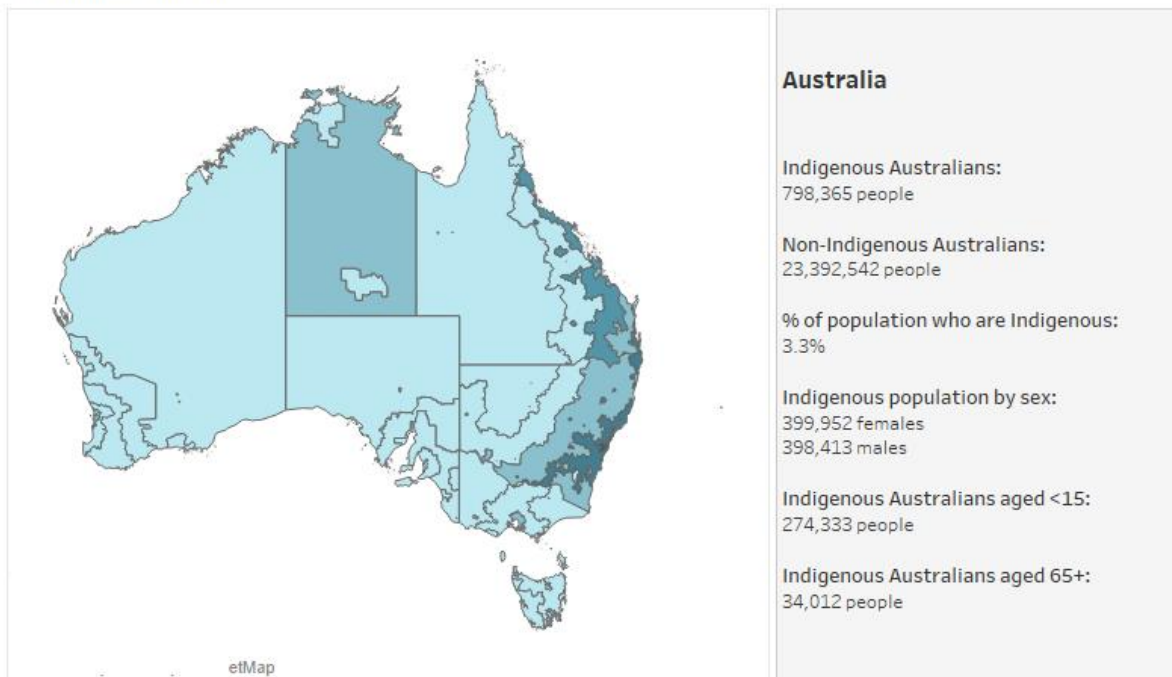 Australia
Indigenous Australians:
798,365 people
Non-Indigenous Australians:
23,392,542 people
% of population who are Indigenous:
3.3%
Indigenous population by sex:
399,952 females
398,413 males
Indigenous Australians aged <15:
274,333 people
Indigenous Australians aged 65+:
34,012 people
etMap